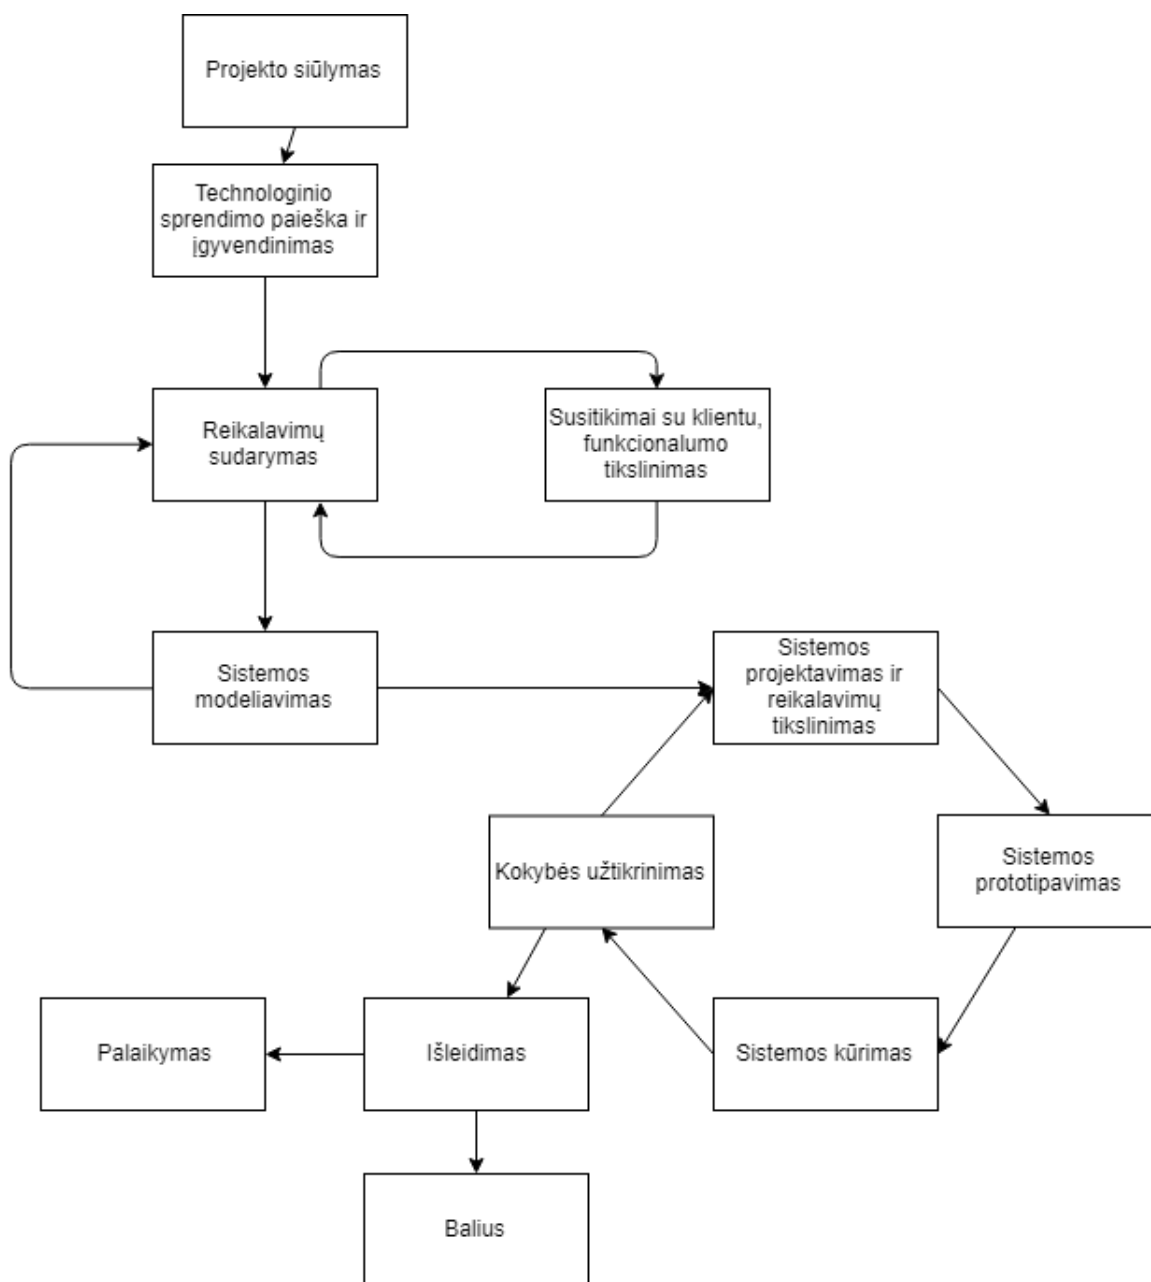 Projekto siūlymas
Technologinio
sprendimo paieška ir
įgyvendinimas
Reikalavimų
sudarymas
Susitikimai su klientu,
funkcionalumo
tikslinimas
Sistemos
modeliavimas
Sistemos
projektavimas ir
reikalavimų
tikslinimas
Kokybės užtikrinimas
Sistemos
prototipavimas
Palaikymas
Išleidimas
Sistemos kūrimas
Balius